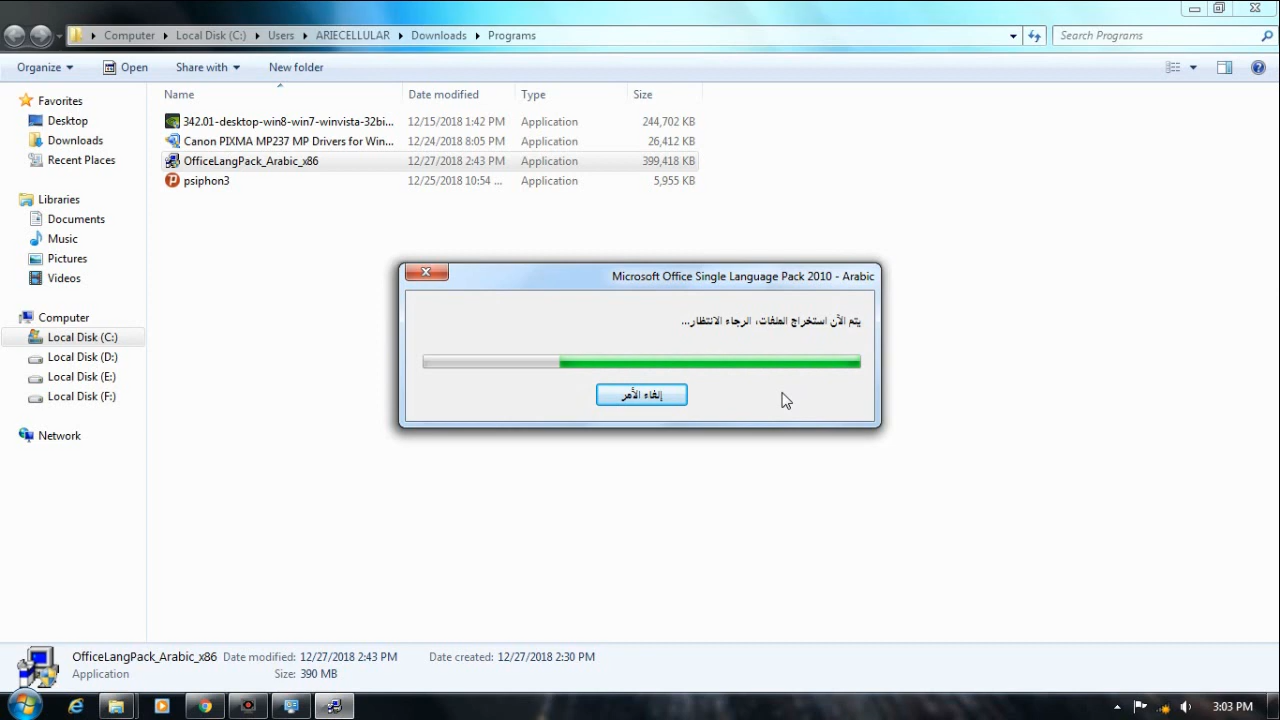 Computer Local Disk (C:) Users ARIECELLULAR Downloads Programs
Search Programs
Organize Open Share with New folder
Name Date modified Type Size
Favorites
Desktop
Downloads
Recent Places
Libraries
Documents
Music
Pictures
Videos
Computer
Local Disk (C:)
Local Disk (D:)
Local Disk (E:)
Local Disk (F:)
Network
342.01-desktop-win8-win7-winvista-32bi... 12/15/2018 1:42 PM Application 244,702 KB
Canon PIXMA MP237 MP Drivers for Win... 12/24/2018 8:05 PM Application 26,412 KB
OfficeLangPack_Arabic_x86 12/27/2018 2:43 PM Application 399,418 KB
psiphon3 12/25/2018 10:54 ... Application 5,955 KB
Microsoft Office Single Language Pack 2010 - Arabic
يتم الآن استخراج الملفات، الرجاء الانتظار...
إلغاء الأمر
OfficeLangPack_Arabic_x86 Date modified: 12/27/2018 2:43 PM Date created: 12/27/2018 2:30 PM
Application Size: 390 MB
3:03 PM